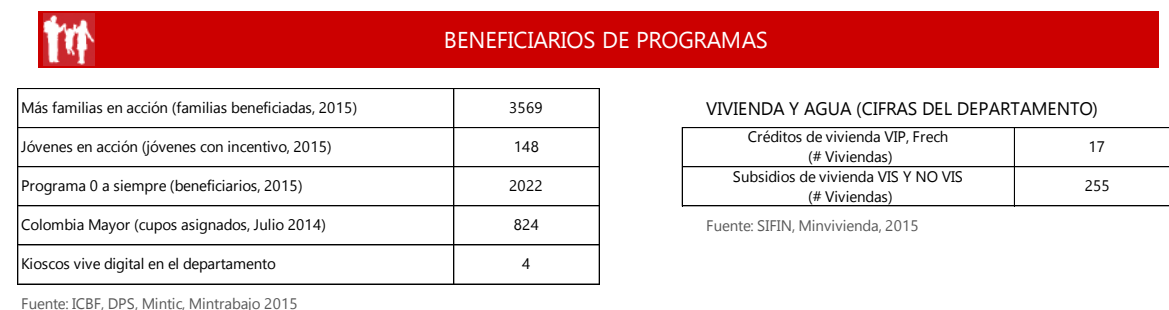 BENEFICIARIOS DE PROGRAMAS
Más familias en acción (familias beneficiadas, 2015) 3569
Jóvenes en acción (jóvenes con incentivo, 2015) 148
Programa 0 a siempre (beneficiarios, 2015) 2022
Colombia Mayor (cupos asignados, Julio 2014) 824
Kioscos vive digital en el departamento 4
Fuente: ICBF, DPS, Mintic, Mintrabajo 2015
VIVIENDA Y AGUA (CIFRAS DEL DEPARTAMENTO)
Créditos de vivienda VIP, Frech
(# Viviendas) 17
Subsidios de vivienda VIS Y NO VIS
(# Viviendas) 255
Fuente: SIFIN, Minvivienda, 2015